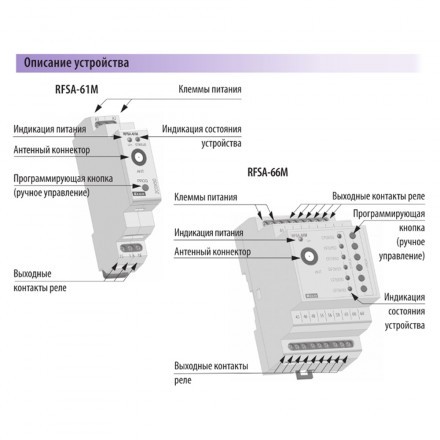 Описание устройства
RFSA-61M
Клеммы питания
Индикация питания
Индикация состояния
устройства
Антенный коннектор
Программирующая кнопка
(ручное управление)
Выходные
контакты реле
RFSA-66M
Клеммы питания
Выходные контакты реле
Программирующая
кнопка
(ручное
управление)
Индикация питания
Антенный коннектор
Индикация
состояния
устройства
Выходные контакты
реле